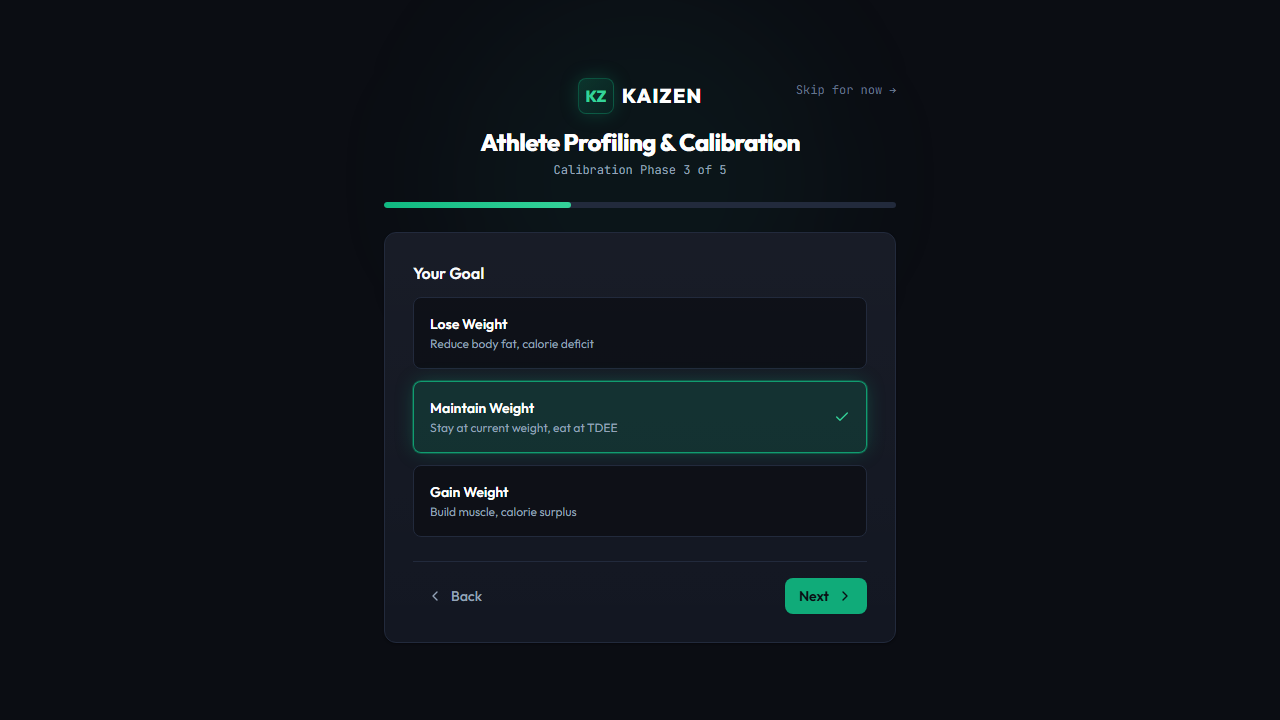 KZ KAIZEN
Skip for now →
Athlete Profiling & Calibration
Calibration Phase 3 of 5
Your Goal
Lose Weight
Reduce body fat, calorie deficit
Maintain Weight
Stay at current weight, eat at TDEE
Gain Weight
Build muscle, calorie surplus
Back
Next